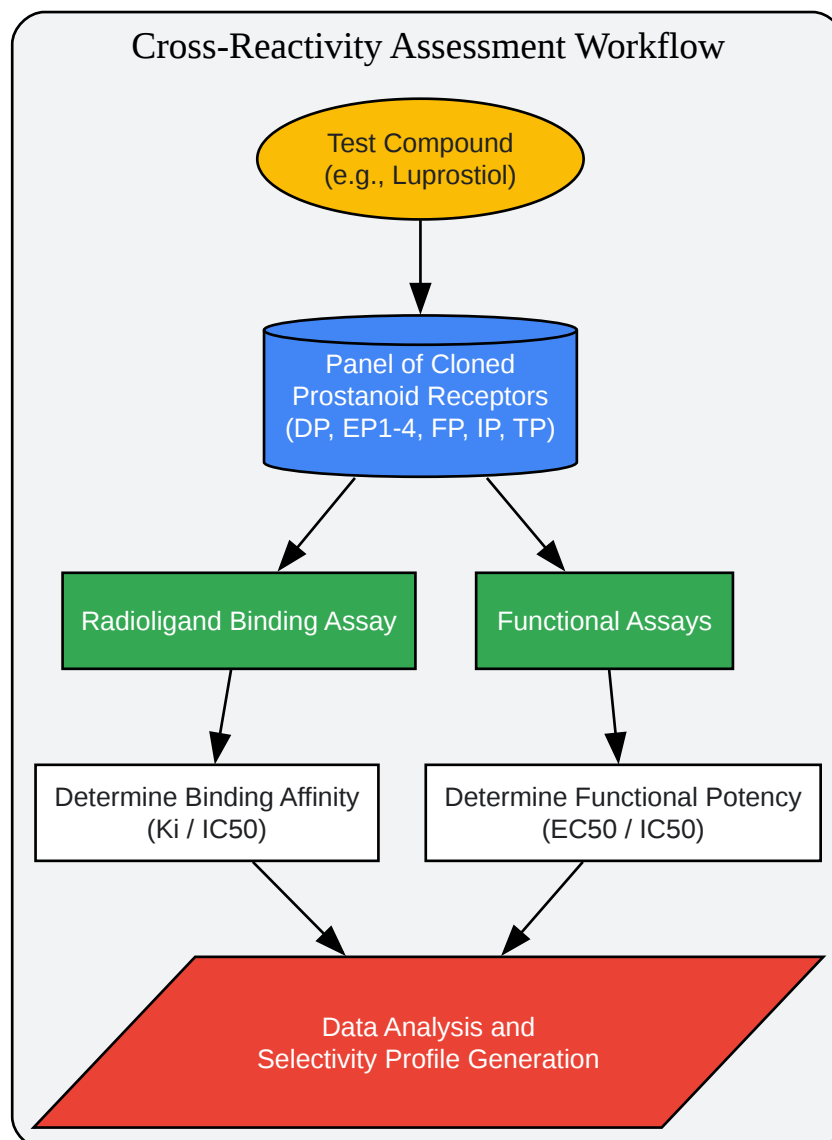 Cross-Reactivity Assessment Workflow
Test Compound
(e.g., Luprostiol)
Panel of Cloned
Prostanoid Receptors
(DP, EP1-4, FP, IP, TP)
Radioligand Binding Assay
Functional Assays
Determine Binding Affinity
(Ki / IC50)
Determine Functional Potency
(EC50 / IC50)
Data Analysis and
Selectivity Profile Generation